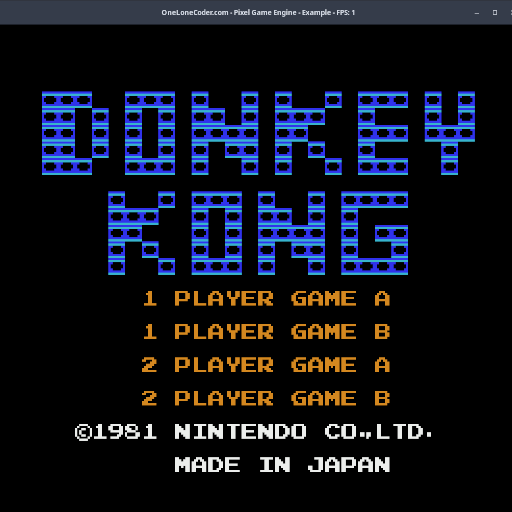 OneLoneCoder.com - Pixel Game Engine - Example - FPS: 1
DONKEY
KONG
1 PLAYER GAME A
1 PLAYER GAME B
2 PLAYER GAME A
2 PLAYER GAME B
©1981 NINTENDO CO.,LTD.
MADE IN JAPAN